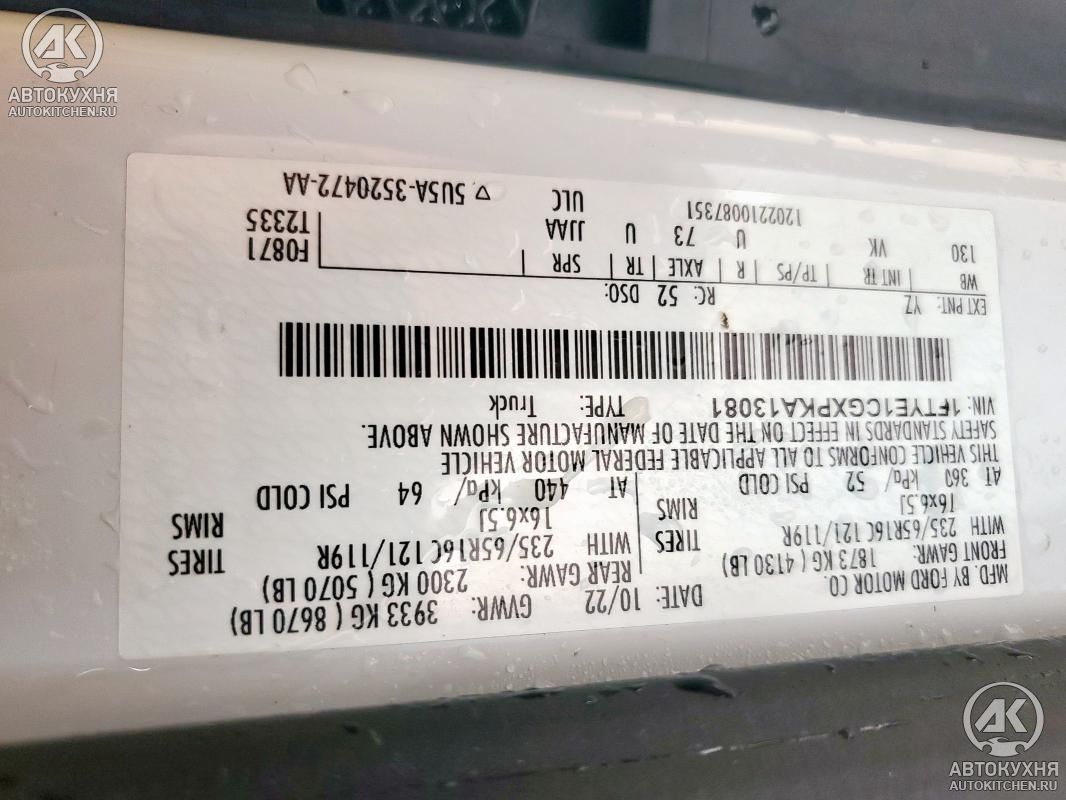 AK
АВТОКУХНЯ
AUTOKITCHEN.RU
MFD. BY FORD MOTOR CO.
DATE: 10/22 GVWR: 3933 KG ( 8670 LB)
FRONT GAWR: REAR GAWR:
1873 KG ( 4130 LB) 2300 KG ( 5070 LB)
WITH WITH
235/65R16C 121/119R TIRES 235/65R16C 121/119R TIRES
16x6.5J RIMS 16x6.5J RIMS
AT 360 kPa/ 52 PSI COLD AT 440 kPa/ 64 PSI COLD
THIS VEHICLE CONFORMS TO ALL APPLICABLE FEDERAL MOTOR VEHICLE
SAFETY STANDARDS IN EFFECT ON THE DATE OF MANUFACTURE SHOWN ABOVE.
VIN: 1FTYE1CGXPKA13081 TYPE: Truck
EXT PNT: YZ RC: 52 DSO:
WB INT TR TP/PS R AXLE TR SPR F0871
130 VK U 73 U JJAA T2335
1202210087351 ULC
▽ 5U5A-3520472-AA
AK
АВТОКУХНЯ
AUTOKITCHEN.RU